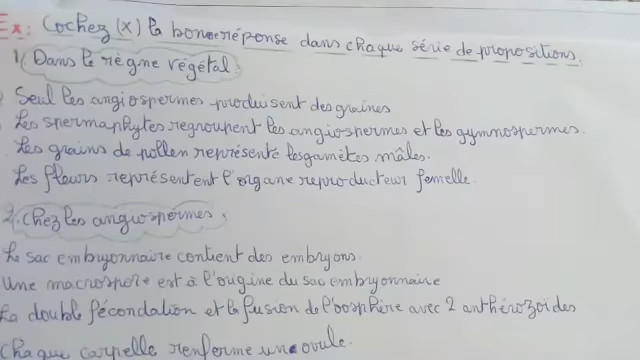 Ex: Cochez (x) la bonne réponse dans chaque série de propositions.
1) Dans le règne végétal:
Seul les angiospermes produisent des graines
Les spermaphytes regroupent les angiospermes et les gymnospermes.
Les grains de pollen représenté les gamètes mâles.
Les fleurs représentent l'organe reproducteur femelle.
2. Chez les angiospermes,
Le sac embryonnaire contient des embryons.
Une macrospore est à l'origine du sac embryonnaire
La double fécondation et la fusion de l'oosphère avec 2 anthérozoïdes
Chaque carpelle renferme un ovule.